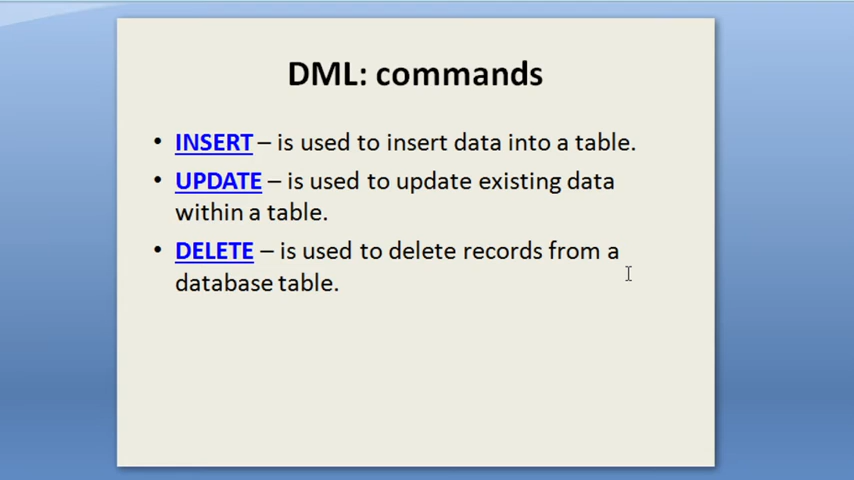 DML: commands
• INSERT – is used to insert data into a table.
• UPDATE – is used to update existing data
within a table.
• DELETE – is used to delete records from a
database table.